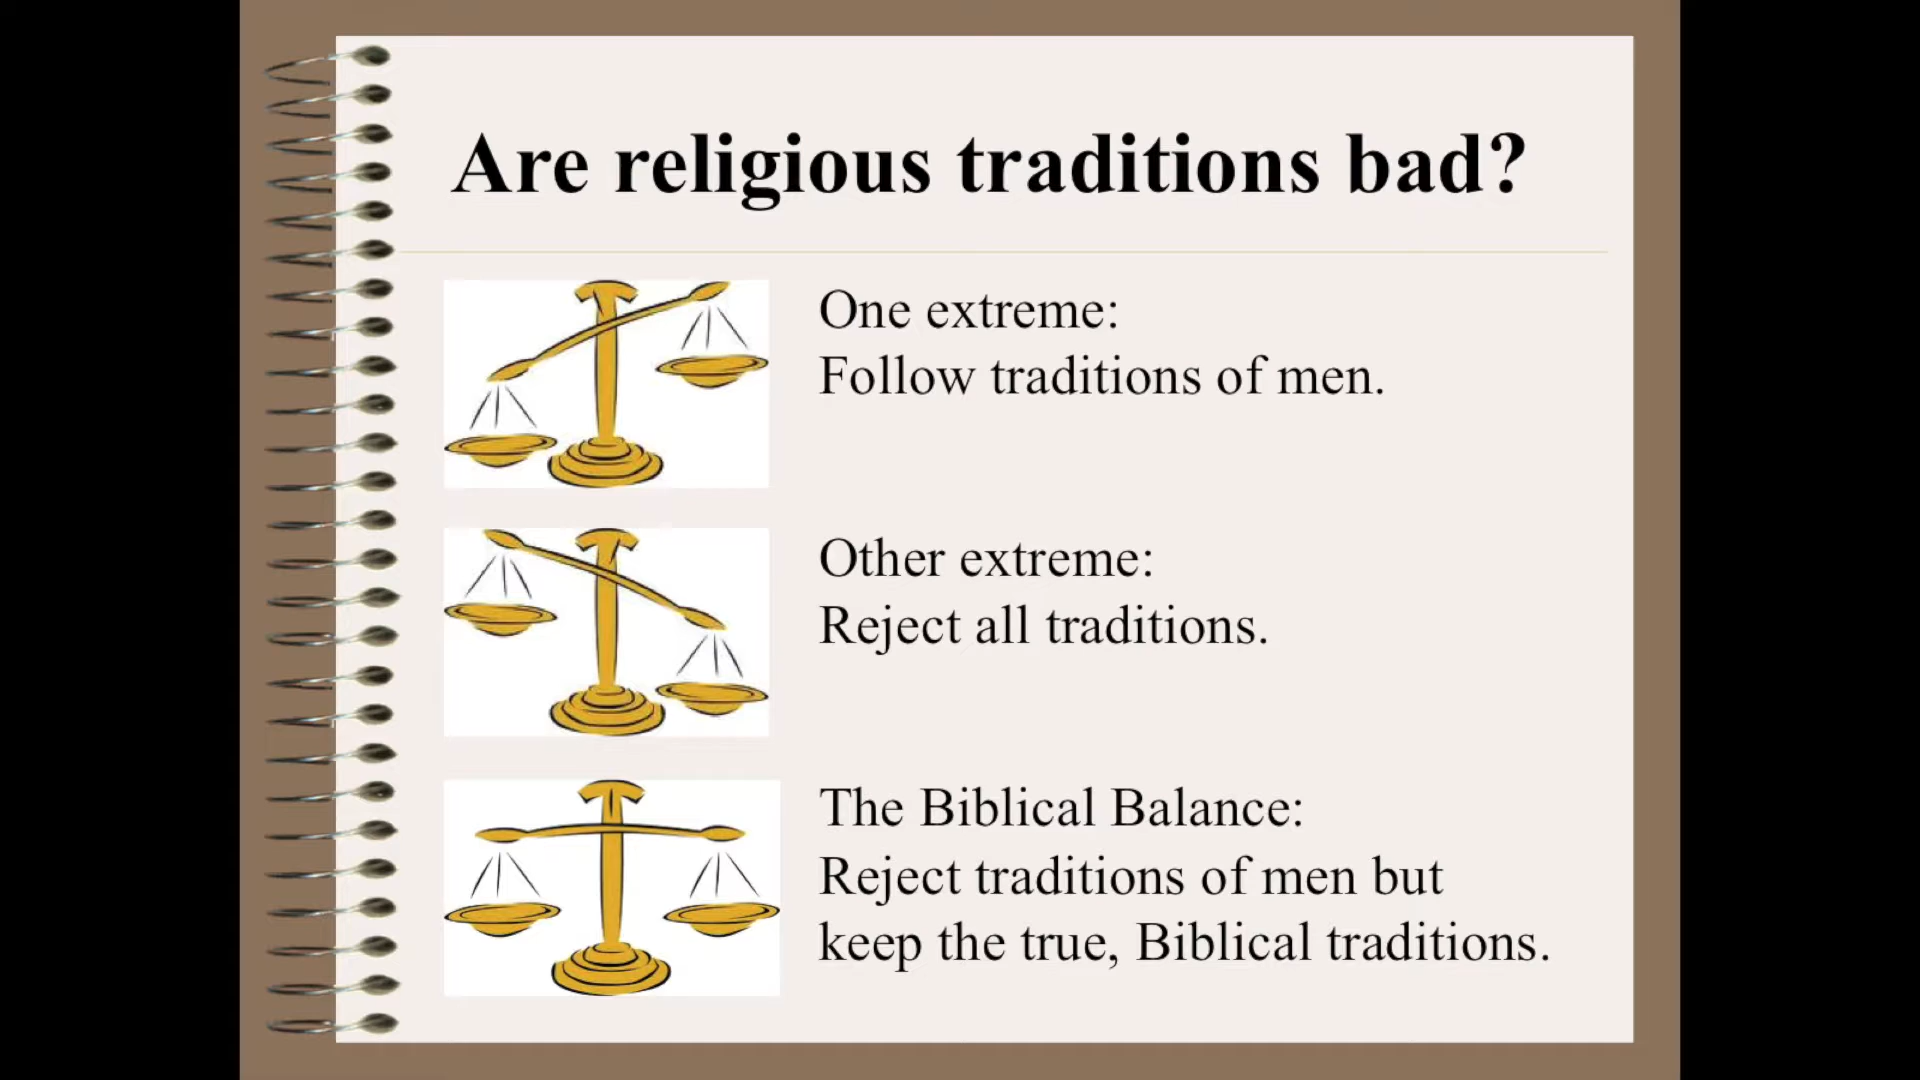 Are religious traditions bad?
One extreme:
Follow traditions of men.
Other extreme:
Reject all traditions.
The Biblical Balance:
Reject traditions of men but
keep the true, Biblical traditions.